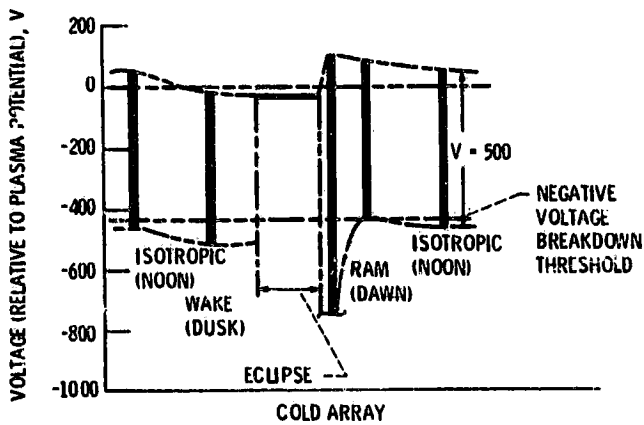 VOLTAGE (RELATIVE TO PLASMA POTENTIAL), V
200
0
-200
-400
-600
-800
-1000
V = 500
NEGATIVE
VOLTAGE
BREAKDOWN
THRESHOLD
ISOTROPIC
(NOON)
WAKE
(DUSK)
RAM
(DAWN)
ISOTROPIC
(NOON)
ECLIPSE
COLD ARRAY